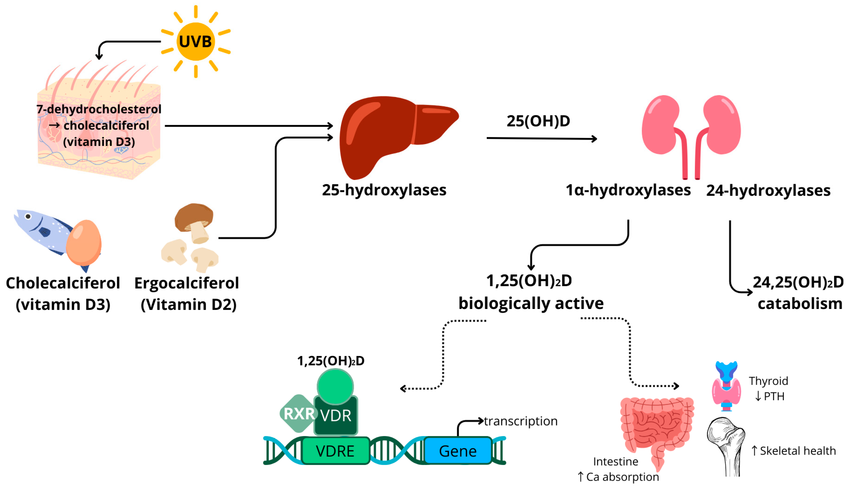 UVB
7-dehydrocholesterol
→ cholecalciferol
(vitamin D3)
25-hydroxylases
25(OH)D
1α-hydroxylases
24-hydroxylases
Cholecalciferol
(vitamin D3)
Ergocalciferol
(Vitamin D2)
1,25(OH)₂D
biologically active
24,25(OH)₂D
catabolism
1,25(OH)₂D
RXR
VDR
VDRE
Gene
transcription
Intestine
↑ Ca absorption
Thyroid
↓ PTH
↑ Skeletal health